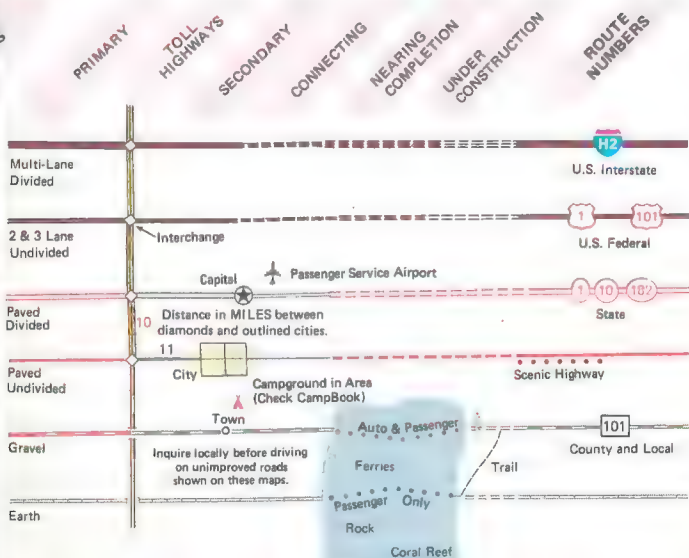 PRIMARY
TOLL
HIGHWAYS
SECONDARY
CONNECTING
NEARING
COMPLETION
UNDER
CONSTRUCTION
ROUTE
NUMBERS
H2
Multi-Lane
Divided
U.S. Interstate
1
101
2 & 3 Lane
Undivided
Interchange
U.S. Federal
Capital
Passenger Service Airport
1
10
182
Paved
Divided
10
Distance in MILES between
diamonds and outlined cities.
State
11
Paved
Undivided
City
Scenic Highway
Campground in Area
(Check CampBook)
Town
Auto & Passenger
101
Gravel
County and Local
Inquire locally before driving
on unimproved roads
shown on these maps.
Ferries
Trail
Passenger Only
Earth
Rock
Coral Reef